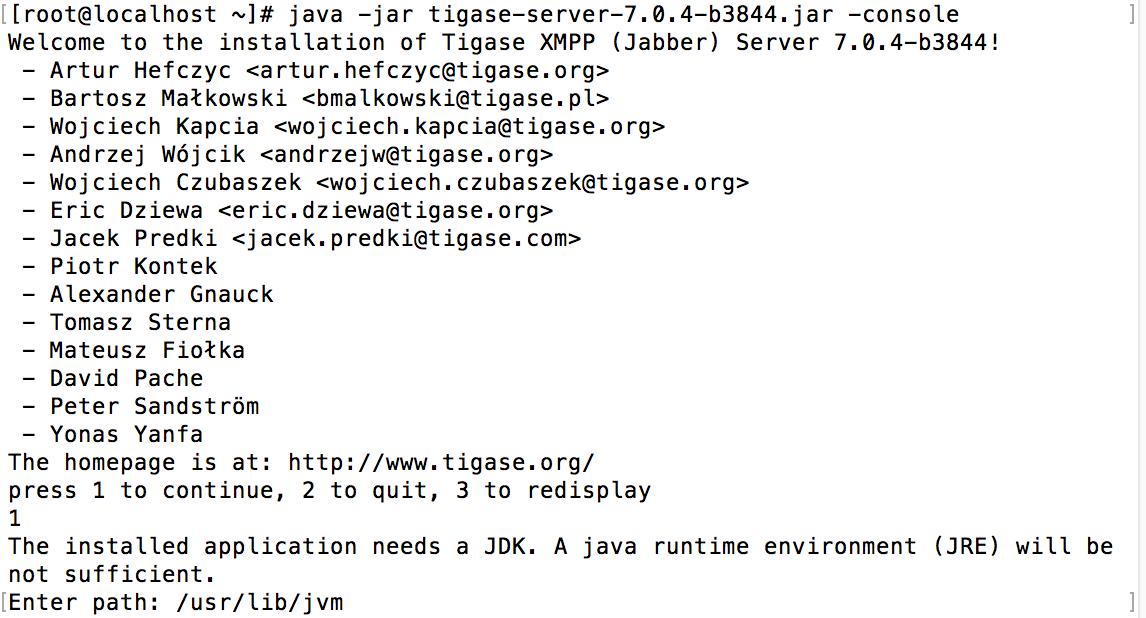 [[root@localhost ~]# java -jar tigase-server-7.0.4-b3844.jar -console ]
Welcome to the installation of Tigase XMPP (Jabber) Server 7.0.4-b3844!
 - Artur Hefczyc <artur.hefczyc@tigase.org>
 - Bartosz Małkowski <bmalkowski@tigase.pl>
 - Wojciech Kapcia <wojciech.kapcia@tigase.org>
 - Andrzej Wójcik <andrzejw@tigase.org>
 - Wojciech Czubaszek <wojciech.czubaszek@tigase.org>
 - Eric Dziewa <eric.dziewa@tigase.org>
 - Jacek Predki <jacek.predki@tigase.com>
 - Piotr Kontek
 - Alexander Gnauck
 - Tomasz Sterna
 - Mateusz Fiołka
 - David Pache
 - Peter Sandström
 - Yonas Yanfa
The homepage is at: http://www.tigase.org/
press 1 to continue, 2 to quit, 3 to redisplay
1
The installed application needs a JDK. A java runtime environment (JRE) will be
not sufficient.
[Enter path: /usr/lib/jvm ]